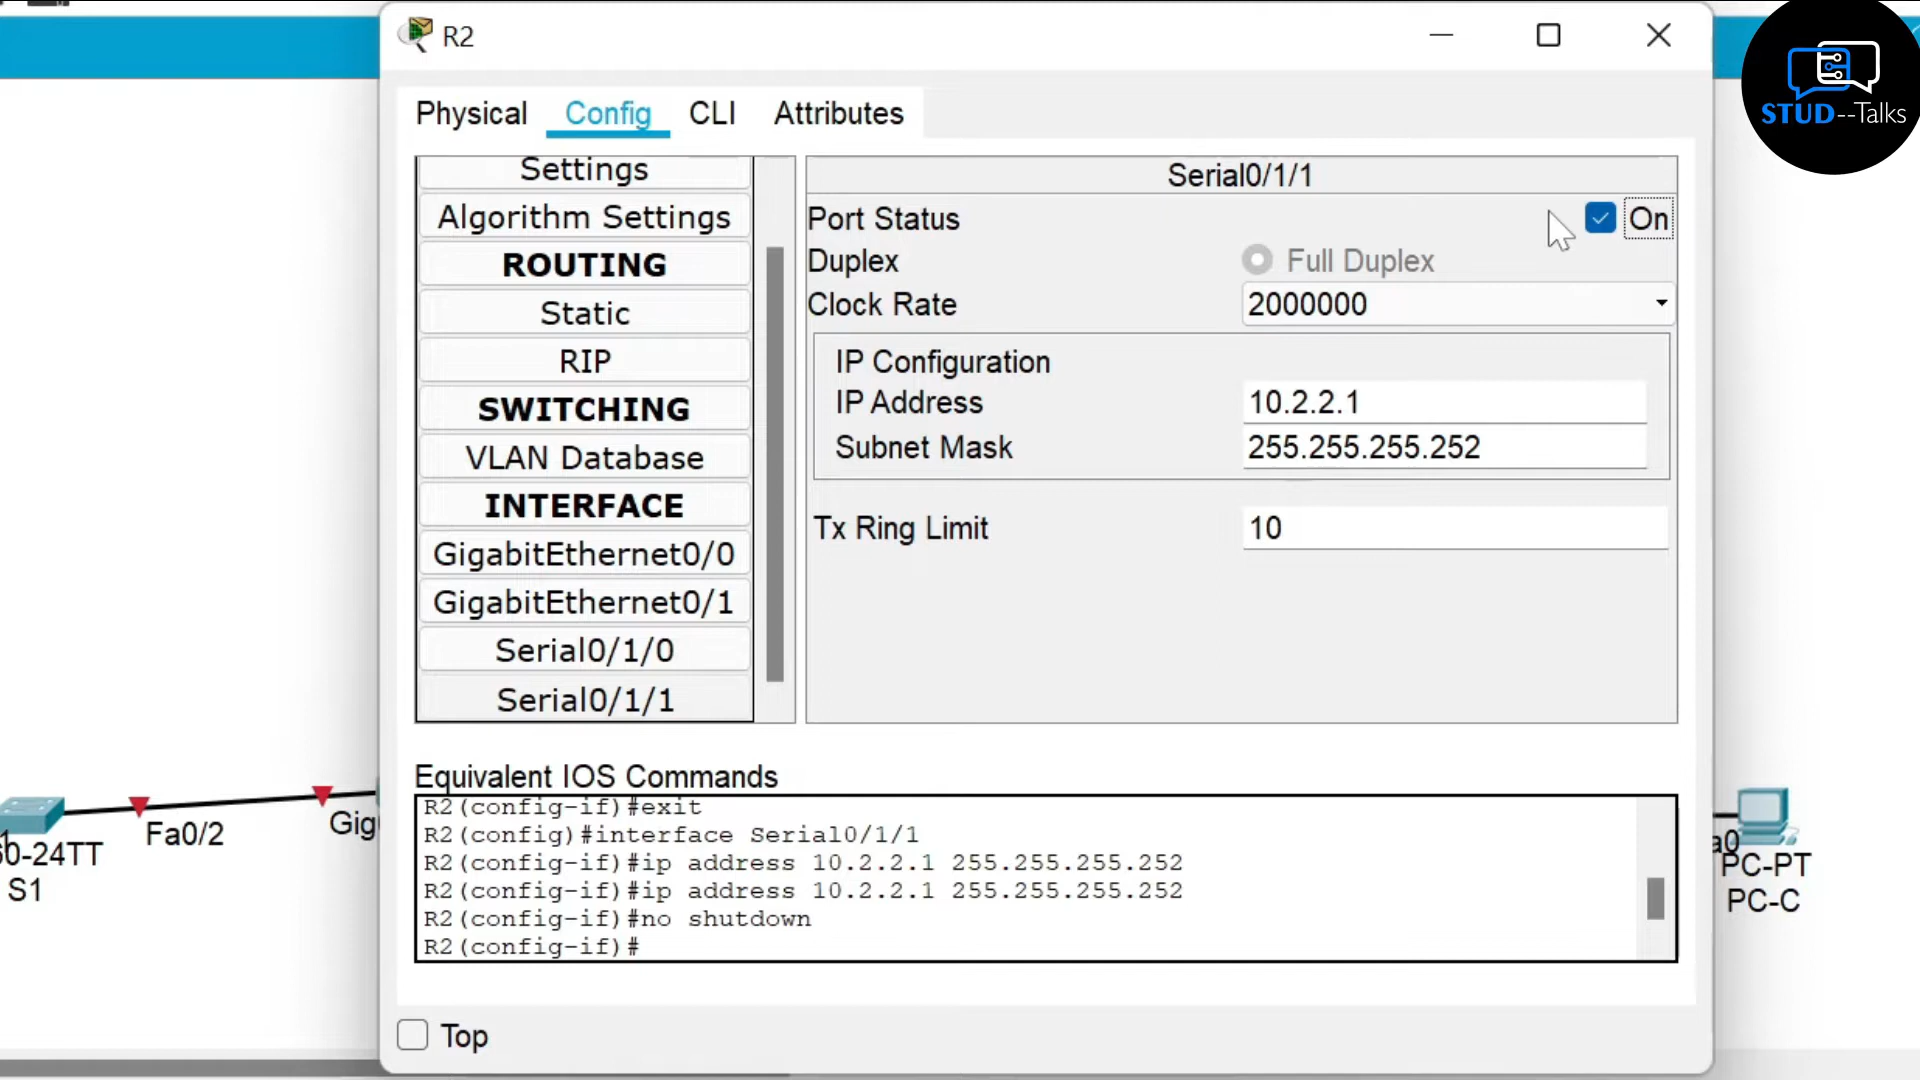 R2
STUD--Talks
Physical
Config
CLI
Attributes
Settings
Algorithm Settings
ROUTING
Static
RIP
SWITCHING
VLAN Database
INTERFACE
GigabitEthernet0/0
GigabitEthernet0/1
Serial0/1/0
Serial0/1/1
Serial0/1/1
Port Status
On
Duplex
Full Duplex
Clock Rate
2000000
IP Configuration
IP Address
10.2.2.1
Subnet Mask
255.255.255.252
Tx Ring Limit
10
Equivalent IOS Commands
R2(config-if)#exit
R2(config)#interface Serial0/1/1
R2(config-if)#ip address 10.2.2.1 255.255.255.252
R2(config-if)#ip address 10.2.2.1 255.255.255.252
R2(config-if)#no shutdown
R2(config-if)#
Top
Fa0/2
Gig
0-24TT
S1
a0
PC-PT
PC-C